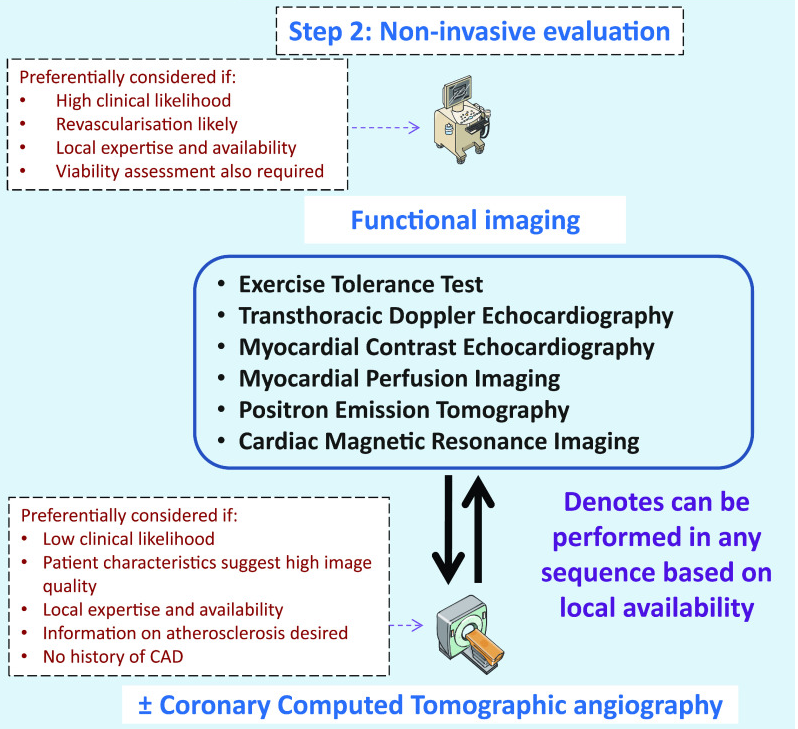 Step 2: Non-invasive evaluation
Preferentially considered if:
• High clinical likelihood
• Revascularisation likely
• Local expertise and availability
• Viability assessment also required
Functional imaging
• Exercise Tolerance Test
• Transthoracic Doppler Echocardiography
• Myocardial Contrast Echocardiography
• Myocardial Perfusion Imaging
• Positron Emission Tomography
• Cardiac Magnetic Resonance Imaging
Preferentially considered if:
• Low clinical likelihood
• Patient characteristics suggest high image
quality
• Local expertise and availability
• Information on atherosclerosis desired
• No history of CAD
Denotes can be
performed in any
sequence based on
local availability
± Coronary Computed Tomographic angiography